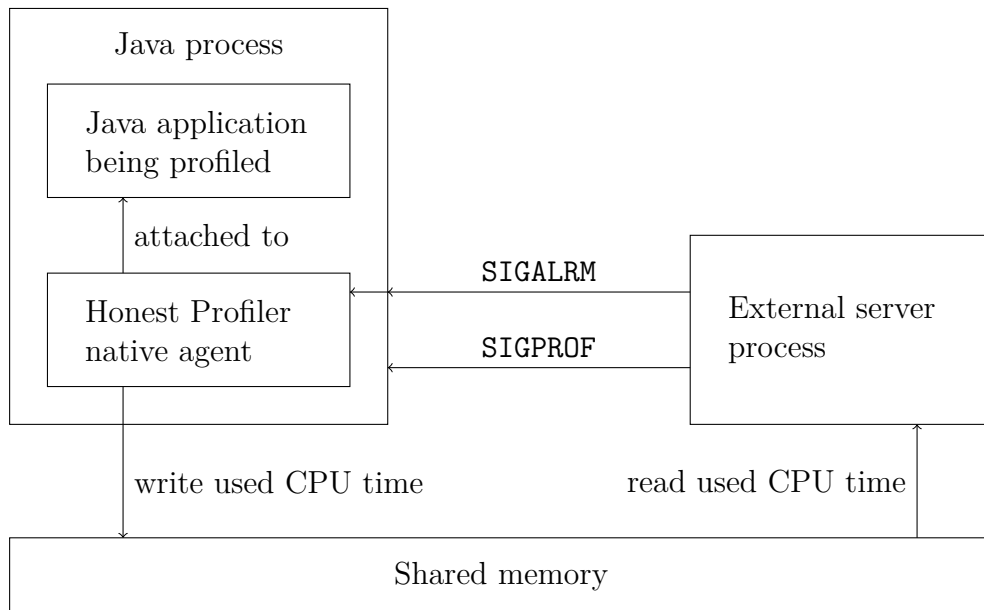 Java process
Java application
being profiled
attached to
Honest Profiler
native agent
SIGALRM
SIGPROF
External server
process
write used CPU time
read used CPU time
Shared memory